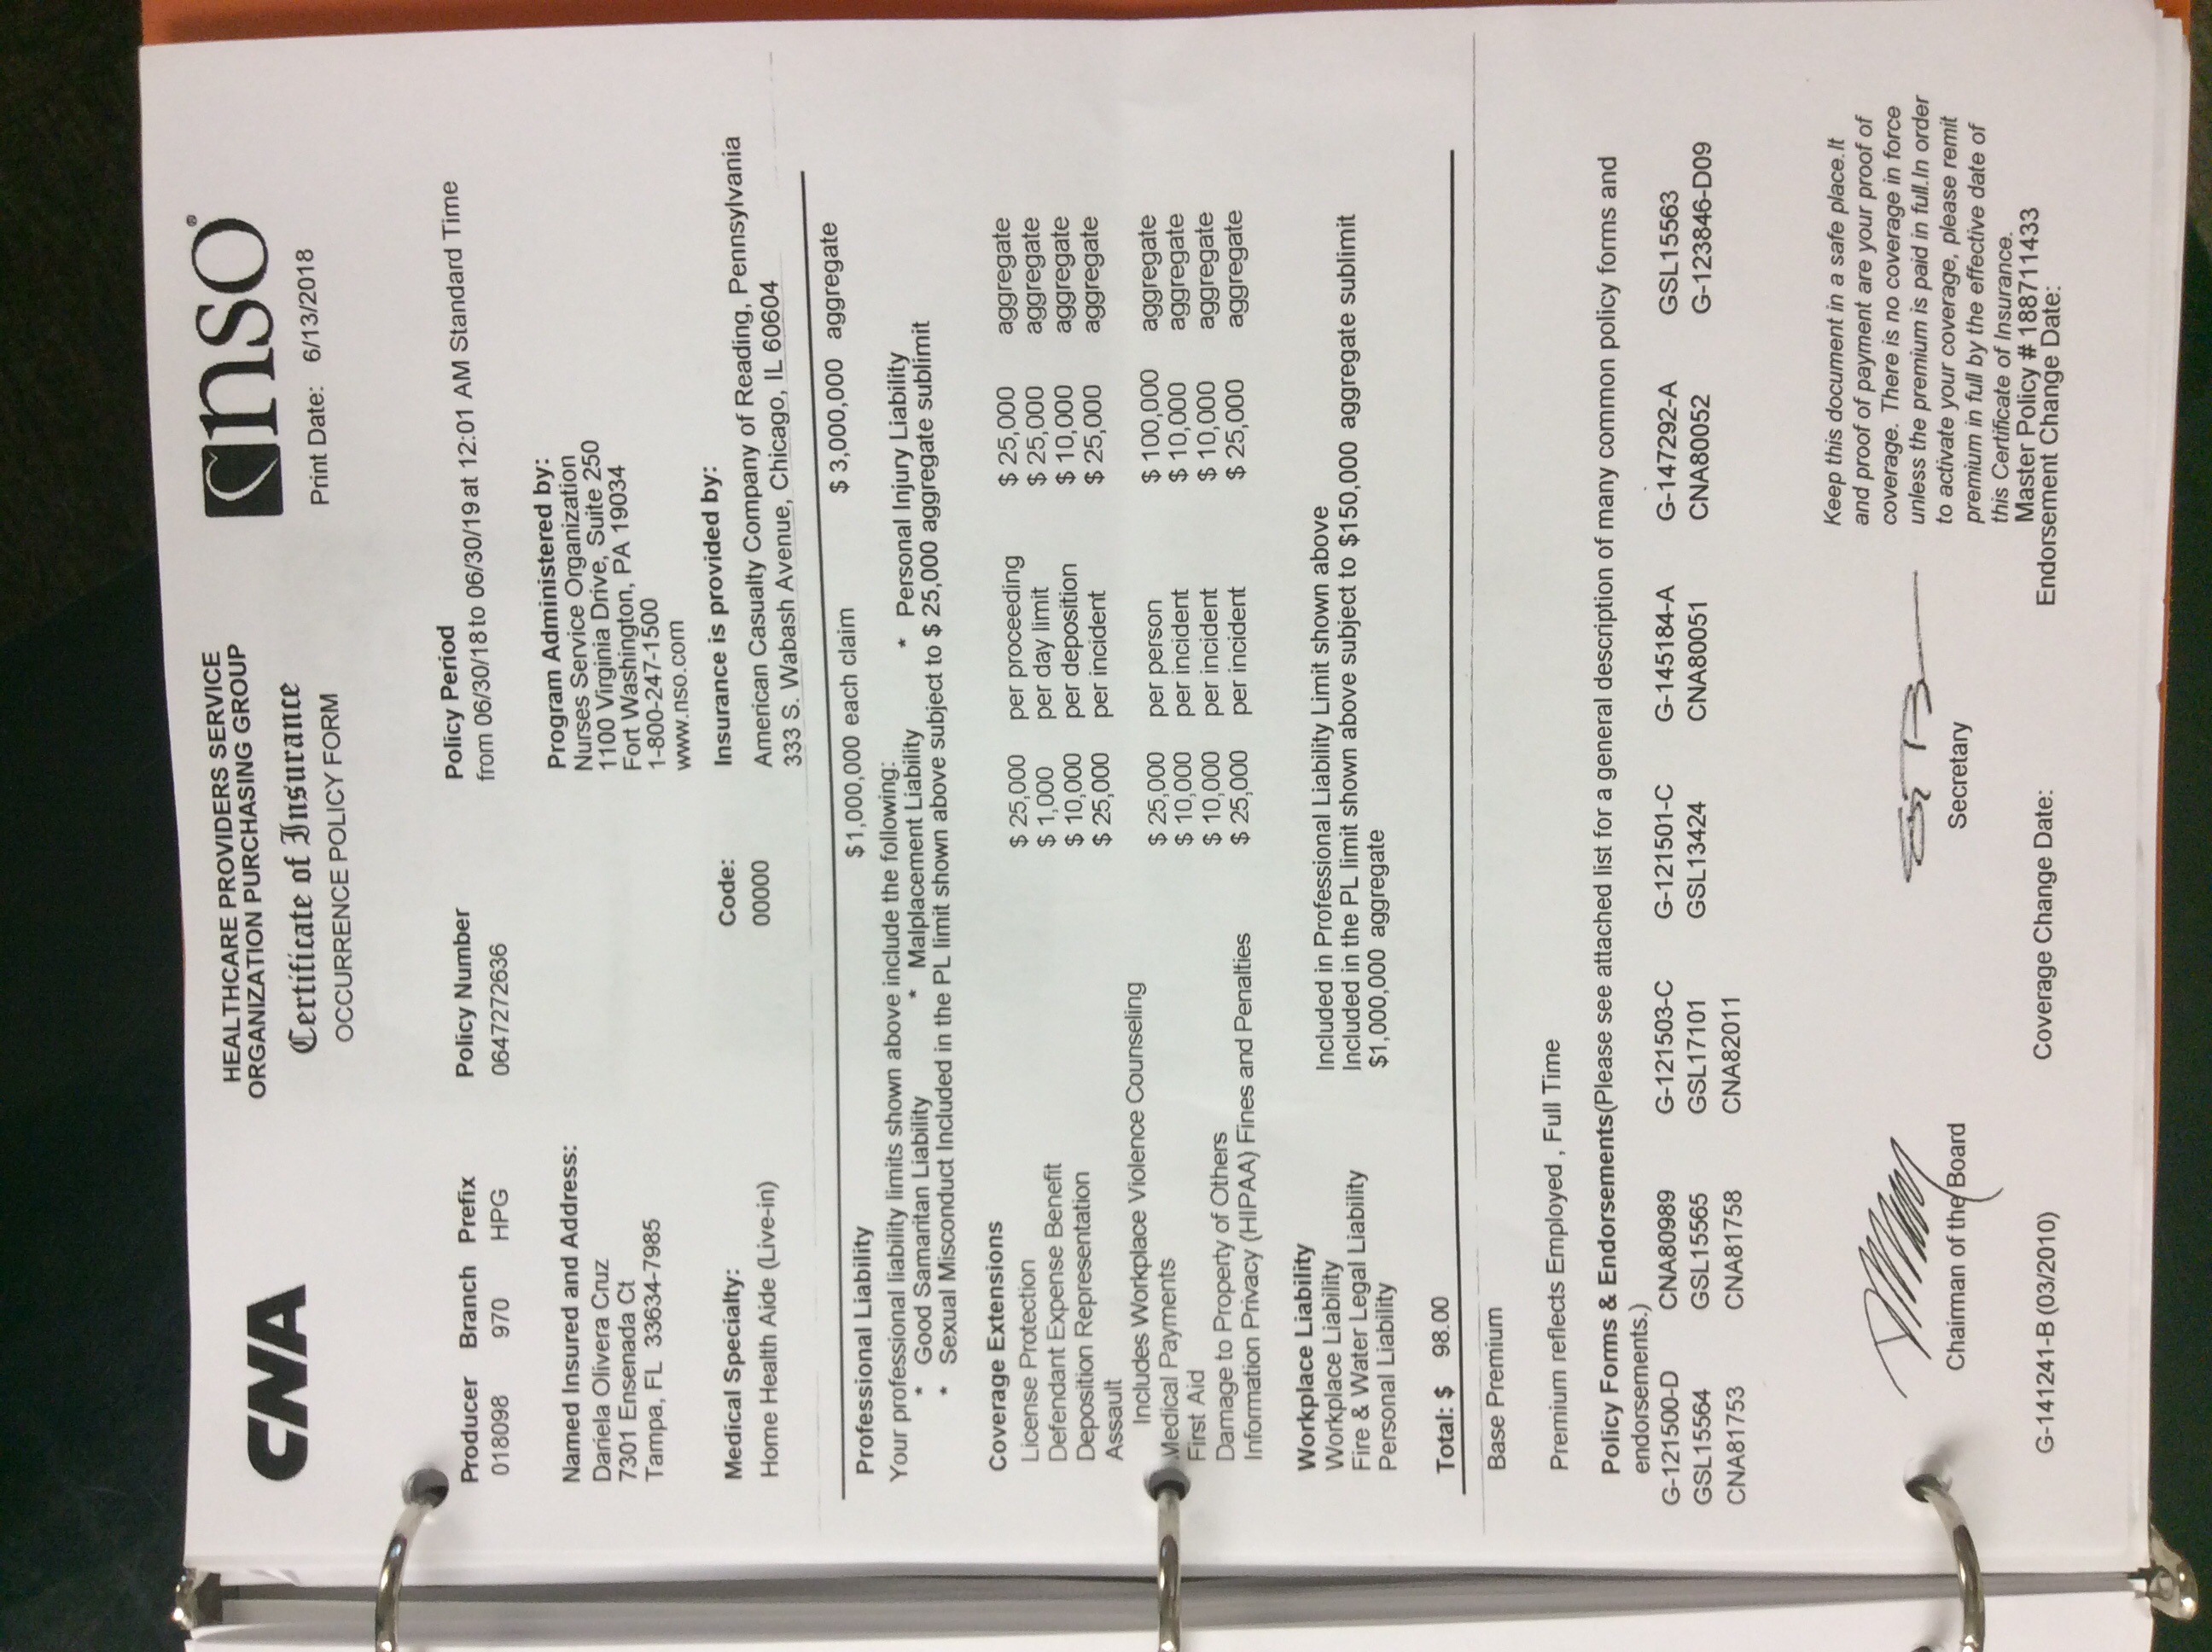 CNA
HEALTHCARE PROVIDERS SERVICE
ORGANIZATION PURCHASING GROUP
Certificate of Insurance
OCCURRENCE POLICY FORM
nso®
Print Date: 6/13/2018
Producer Branch Prefix Policy Number Policy Period
018098 970 HPG 0647272636 from 06/30/18 to 06/30/19 at 12:01 AM Standard Time
Named Insured and Address:
Dariela Olivera Cruz
7301 Ensenada Ct
Tampa, FL 33634-7985
Program Administered by:
Nurses Service Organization
1100 Virginia Drive, Suite 250
Fort Washington, PA 19034
1-800-247-1500
www.nso.com
Medical Specialty: Code:
Home Health Aide (Live-in) 00000
Insurance is provided by:
American Casualty Company of Reading, Pennsylvania
333 S. Wabash Avenue, Chicago, IL 60604
Professional Liability $1,000,000 each claim $ 3,000,000 aggregate
Your professional liability limits shown above include the following:
* Good Samaritan Liability * Malplacement Liability * Personal Injury Liability
* Sexual Misconduct Included in the PL limit shown above subject to $ 25,000 aggregate sublimit
Coverage Extensions
License Protection $ 25,000 per proceeding $ 25,000 aggregate
Defendant Expense Benefit $ 1,000 per day limit $ 25,000 aggregate
Deposition Representation $ 10,000 per deposition $ 10,000 aggregate
Assault $ 25,000 per incident $ 25,000 aggregate
Includes Workplace Violence Counseling
Medical Payments $ 25,000 per person $ 100,000 aggregate
First Aid $ 10,000 per incident $ 10,000 aggregate
Damage to Property of Others $ 10,000 per incident $ 10,000 aggregate
Information Privacy (HIPAA) Fines and Penalties $ 25,000 per incident $ 25,000 aggregate
Workplace Liability
Workplace Liability Included in Professional Liability Limit shown above
Fire & Water Legal Liability Included in the PL limit shown above subject to $150,000 aggregate sublimit
Personal Liability $1,000,000 aggregate
Total: $ 98.00
Base Premium
Premium reflects Employed , Full Time
Policy Forms & Endorsements(Please see attached list for a general description of many common policy forms and
endorsements.)
G-121500-D CNA80989 G-121503-C G-121501-C G-145184-A G-147292-A GSL15563
GSL15564 GSL15565 GSL17101 GSL13424 CNA80051 CNA80052 G-123846-D09
CNA81753 CNA81758 CNA82011
Chairman of the Board
Secretary
Keep this document in a safe place.It
and proof of payment are your proof of
coverage. There is no coverage in force
unless the premium is paid in full.In order
to activate your coverage, please remit
premium in full by the effective date of
this Certificate of Insurance.
Master Policy # 188711433
G-141241-B (03/2010) Coverage Change Date: Endorsement Change Date: